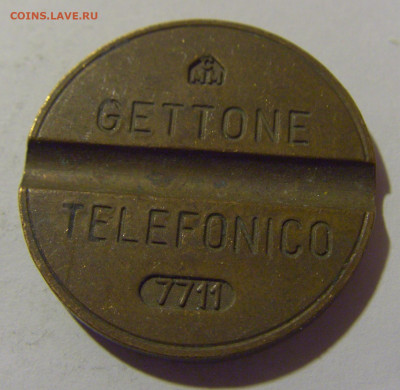 COINS.LAVE.RU
GETTONE
TELEFONICO
7711